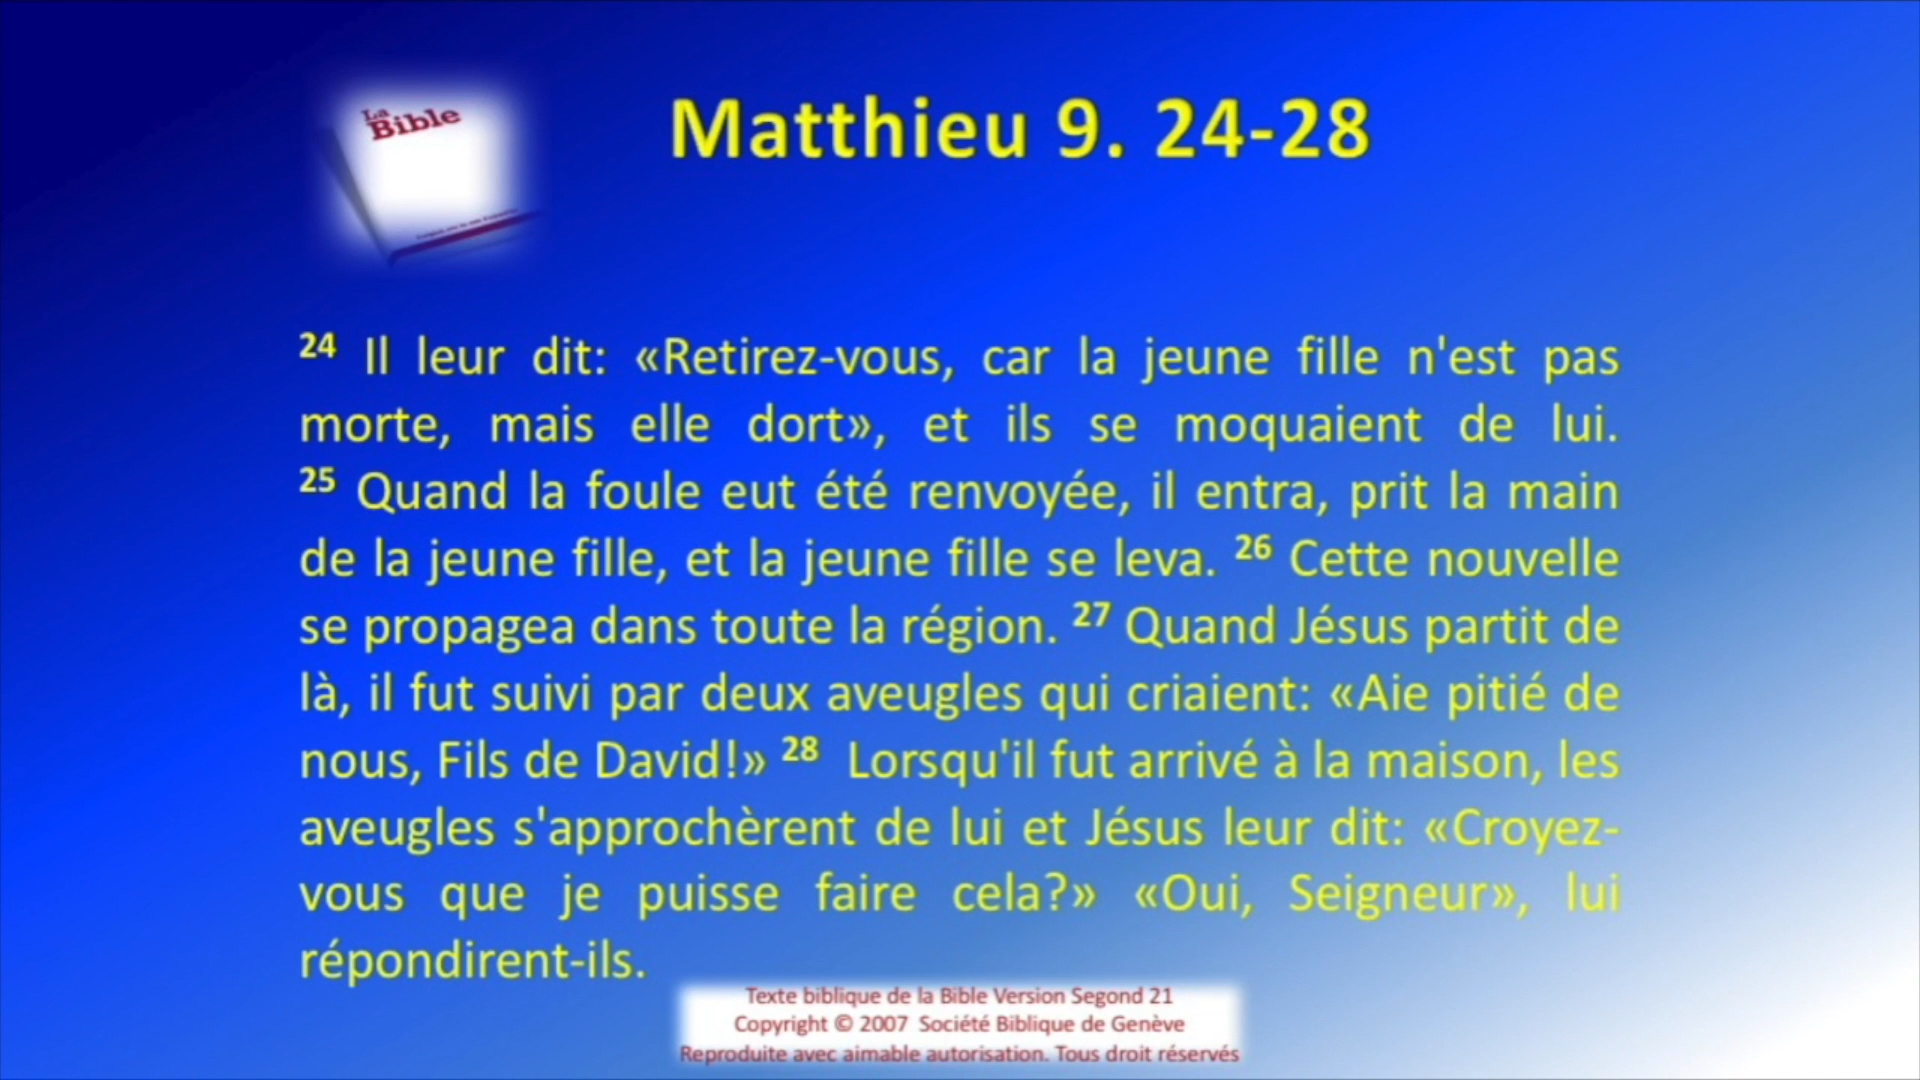 La
Bible
Matthieu 9. 24-28
24 Il leur dit: «Retirez-vous, car la jeune fille n'est pas
morte, mais elle dort», et ils se moquaient de lui.
25 Quand la foule eut été renvoyée, il entra, prit la main
de la jeune fille, et la jeune fille se leva. 26 Cette nouvelle
se propagea dans toute la région. 27 Quand Jésus partit de
là, il fut suivi par deux aveugles qui criaient: «Aie pitié de
nous, Fils de David!» 28 Lorsqu'il fut arrivé à la maison, les
aveugles s'approchèrent de lui et Jésus leur dit: «Croyez-
vous que je puisse faire cela?» «Oui, Seigneur», lui
répondirent-ils.
Texte biblique de la Bible Version Segond 21
Copyright © 2007 Société Biblique de Genève
Reproduite avec aimable autorisation. Tous droit réservés